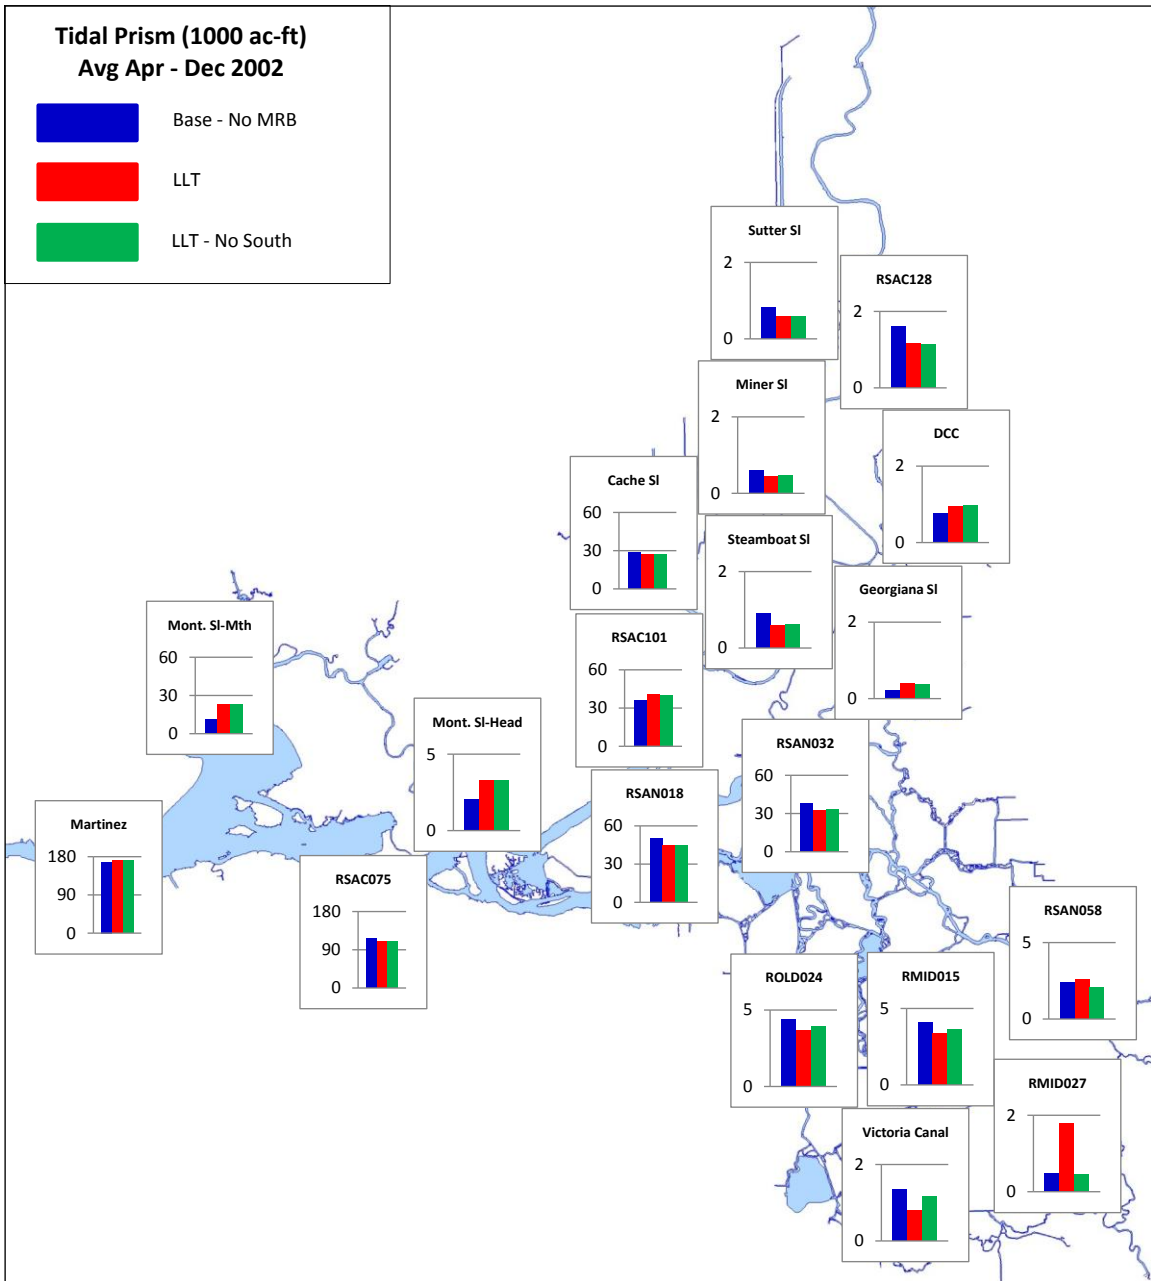 Tidal Prism (1000 ac-ft)
Avg Apr - Dec 2002
Base - No MRB
LLT
LLT - No South
Sutter Sl
2
0
RSAC128
2
0
Miner Sl
2
0
DCC
2
0
Cache Sl
60
30
0
Steamboat Sl
2
0
Georgiana Sl
2
0
Mont. Sl-Mth
60
30
0
RSAC101
60
30
0
Mont. Sl-Head
5
0
RSAN032
60
30
0
RSAN018
60
30
0
Martinez
180
90
0
RSAC075
180
90
0
RSAN058
5
0
ROLD024
5
0
RMID015
5
0
RMID027
2
0
Victoria Canal
2
0